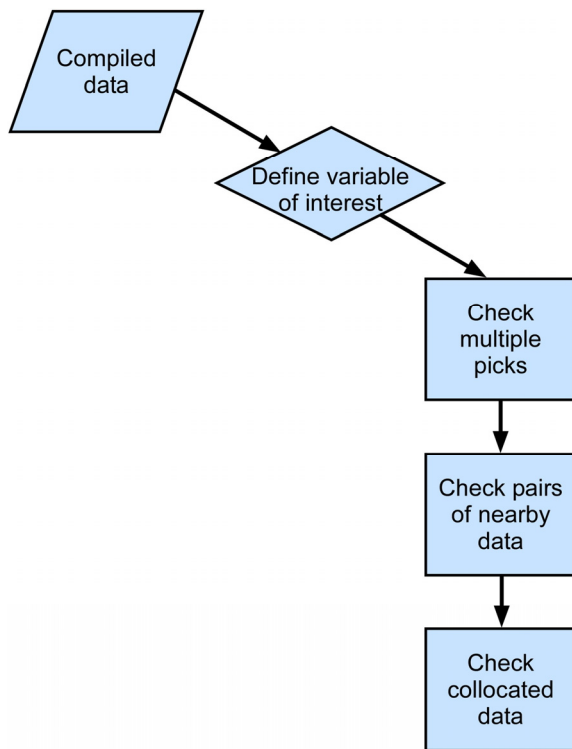 Compiled
data
Define variable
of interest
Check
multiple
picks
Check pairs
of nearby
data
Check
collocated
data